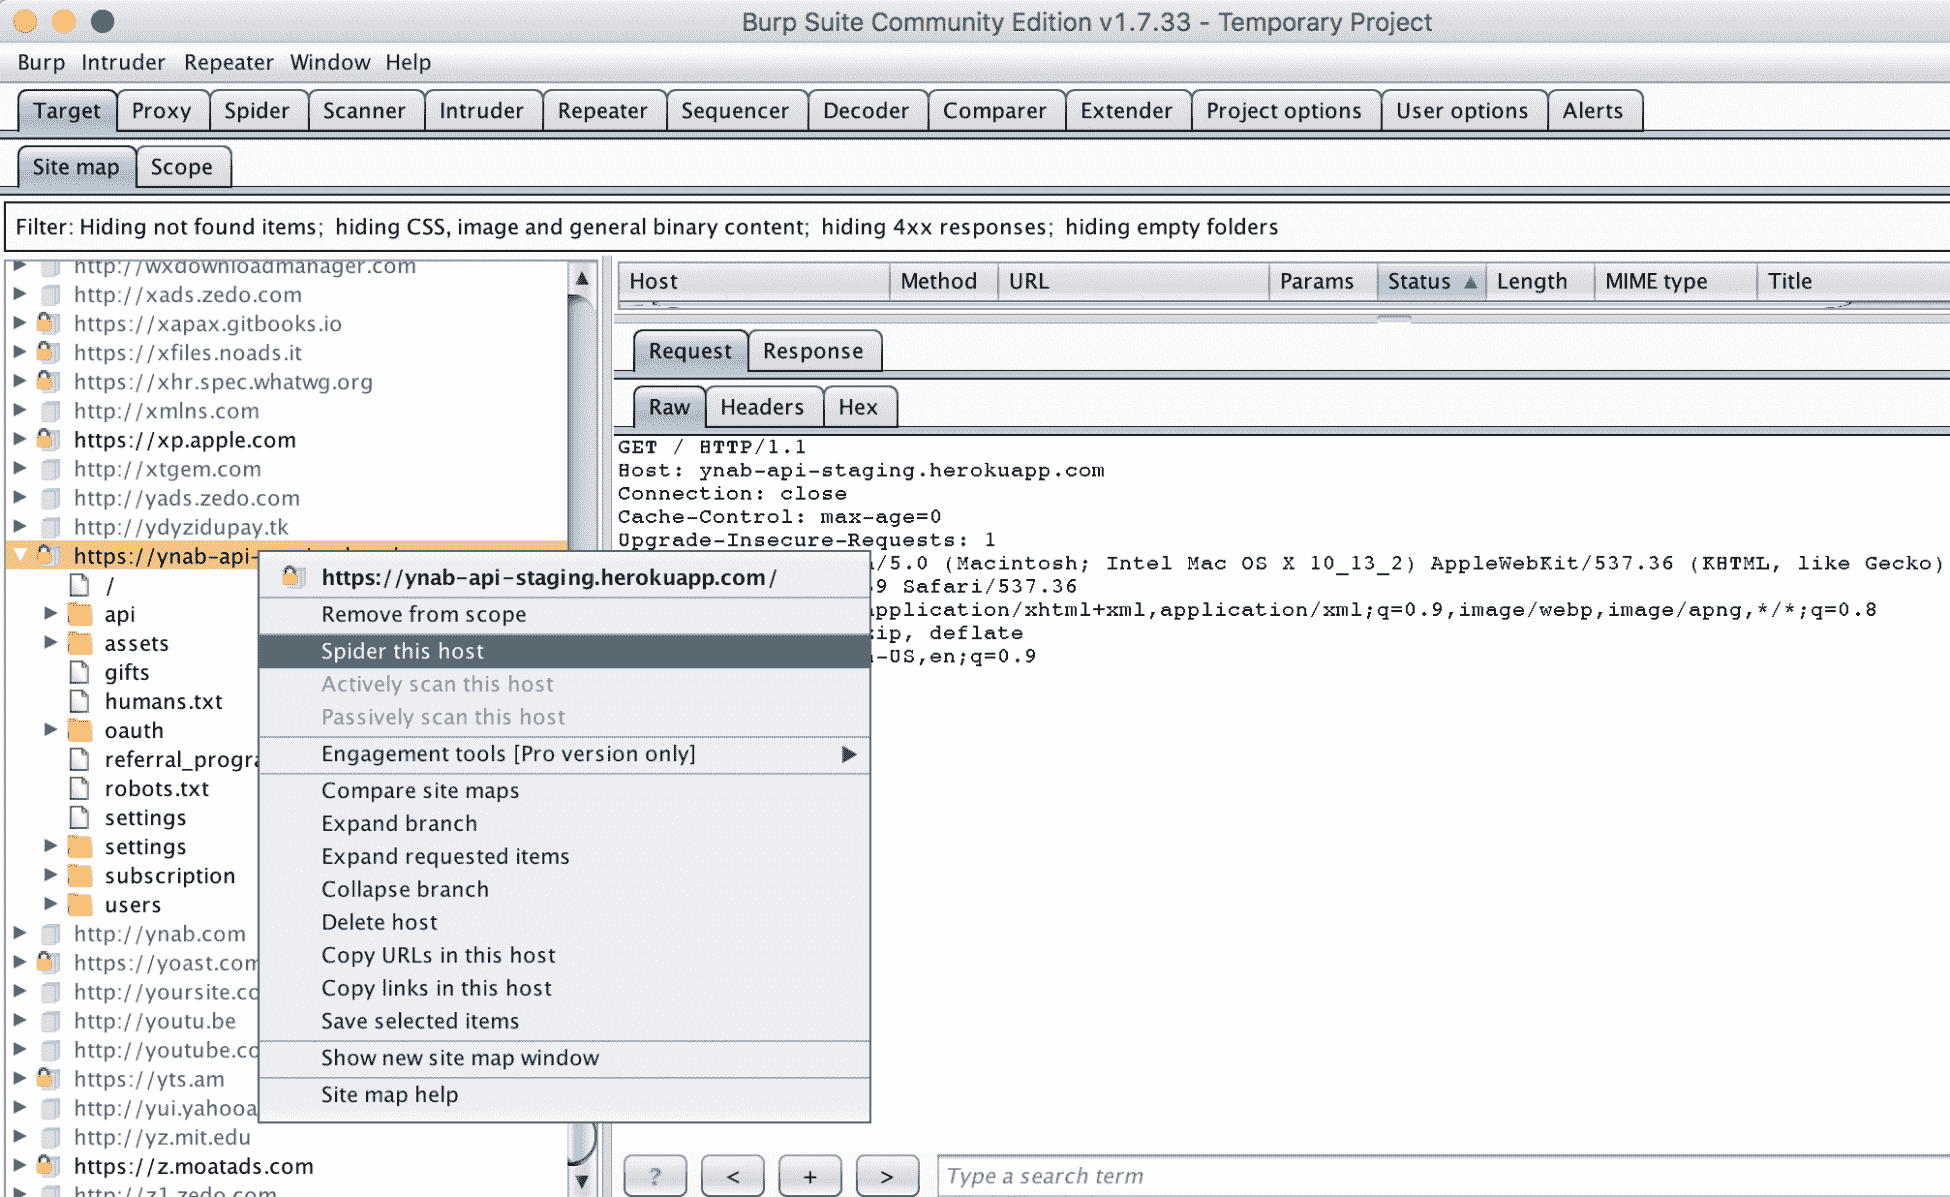 Burp Suite Community Edition v1.7.33 - Temporary Project
Burp Intruder Repeater Window Help
Target Proxy Spider Scanner Intruder Repeater Sequencer Decoder Comparer Extender Project options User options Alerts
Site map Scope
Filter: Hiding not found items; hiding CSS, image and general binary content; hiding 4xx responses; hiding empty folders
http://wxdownloadmanager.com
http://xads.zedo.com
https://xapax.gitbooks.io
https://xfiles.noads.it
https://xhr.spec.whatwg.org
http://xmlns.com
https://xp.apple.com
http://xtgem.com
http://yads.zedo.com
http://ydyzidupay.tk
https://ynab-api-
/
api
assets
gifts
humans.txt
oauth
referral_progra
robots.txt
settings
settings
subscription
users
http://ynab.com
https://yoast.com
http://yoursite.co
http://youtu.be
http://youtube.co
https://yts.am
http://yui.yahooa
http://yz.mit.edu
https://z.moatads.com
http://z1.zedo.com
https://ynab-api-staging.herokuapp.com/
Remove from scope
Spider this host
Actively scan this host
Passively scan this host
Engagement tools [Pro version only]
Compare site maps
Expand branch
Expand requested items
Collapse branch
Delete host
Copy URLs in this host
Copy links in this host
Save selected items
Show new site map window
Site map help
Host Method URL Params Status Length MIME type Title
Request Response
Raw Headers Hex
GET / HTTP/1.1
Host: ynab-api-staging.herokuapp.com
Connection: close
Cache-Control: max-age=0
Upgrade-Insecure-Requests: 1
/5.0 (Macintosh; Intel Mac OS X 10_13_2) AppleWebKit/537.36 (KHTML, like Gecko)
9 Safari/537.36
application/xhtml+xml,application/xml;q=0.9,image/webp,image/apng,*/*;q=0.8
ip, deflate
-US,en;q=0.9
? < + > Type a search term